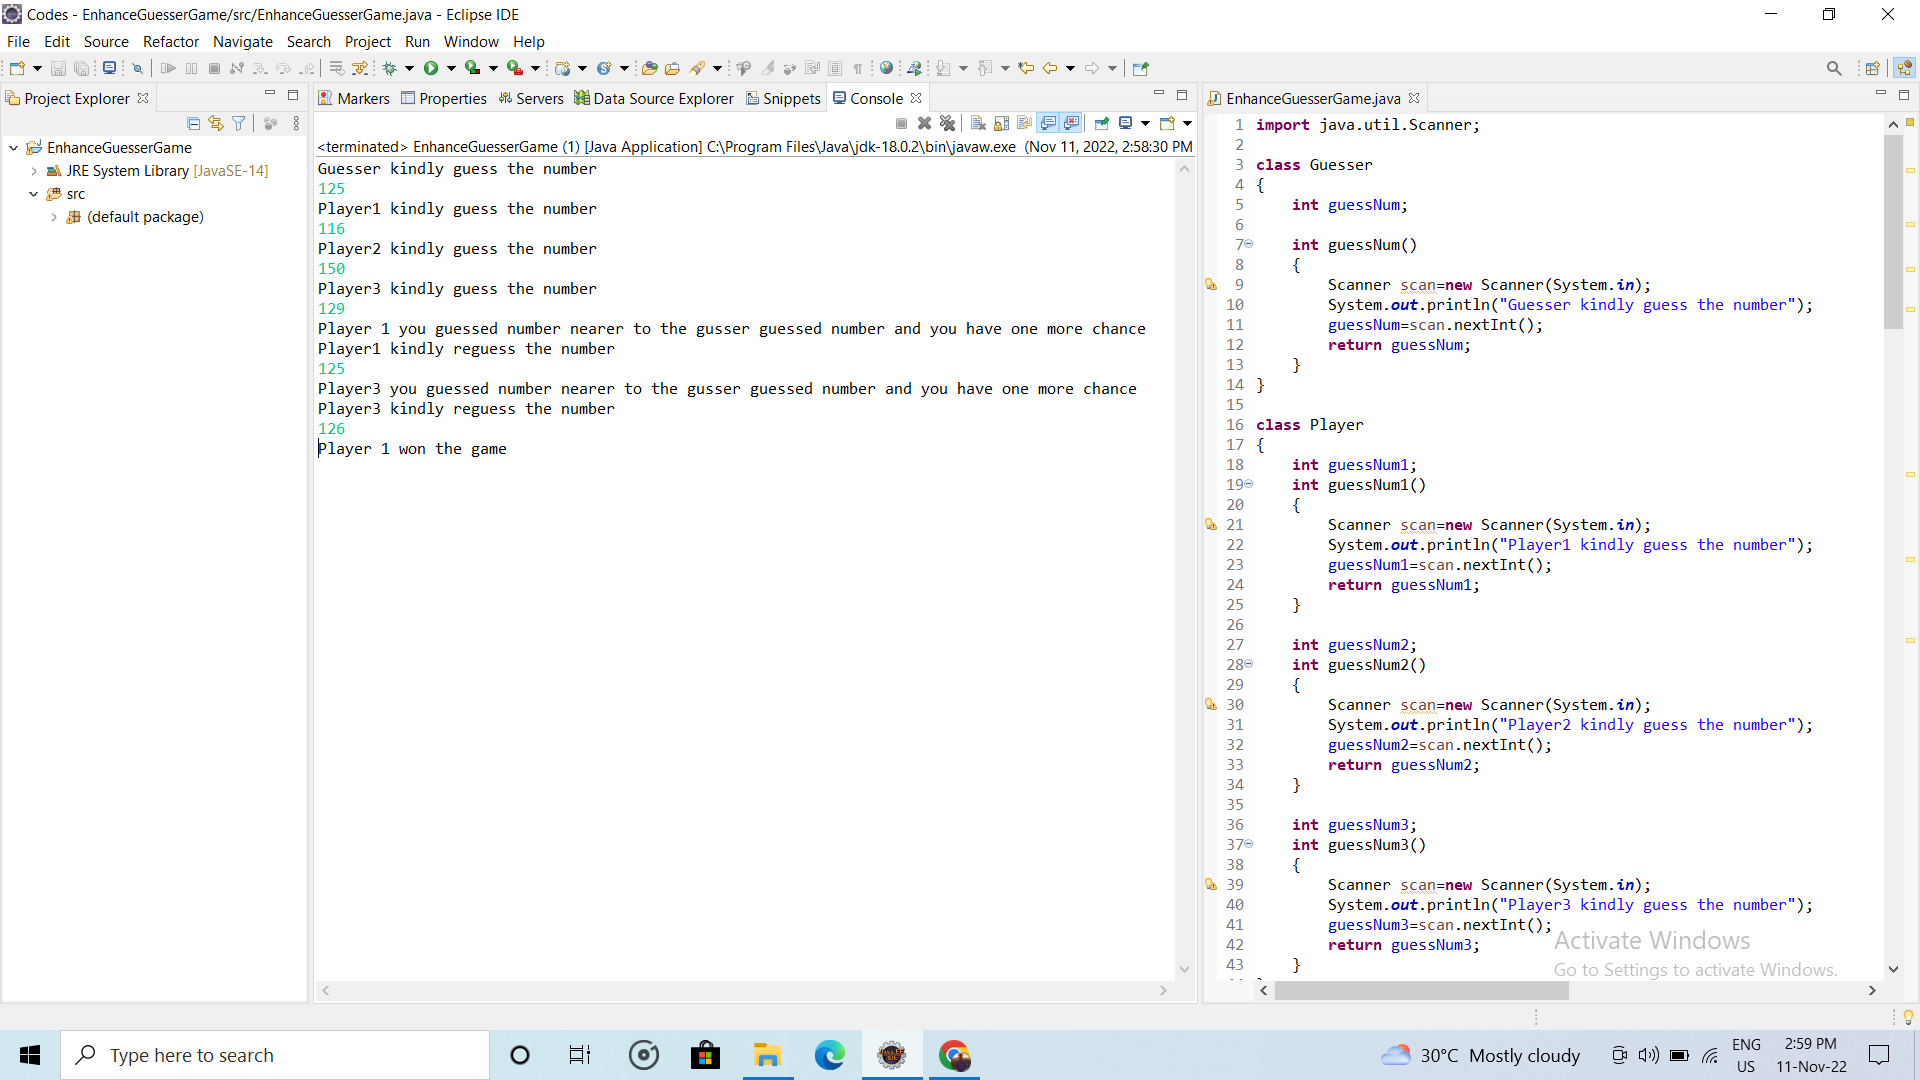 Codes - EnhanceGuesserGame/src/EnhanceGuesserGame.java - Eclipse IDE
File Edit Source Refactor Navigate Search Project Run Window Help
Project Explorer
EnhanceGuesserGame
JRE System Library [JavaSE-14]
src
(default package)
Markers Properties Servers Data Source Explorer Snippets Console
<terminated> EnhanceGuesserGame (1) [Java Application] C:\Program Files\Java\jdk-18.0.2\bin\javaw.exe (Nov 11, 2022, 2:58:30 PM
Guesser kindly guess the number
125
Player1 kindly guess the number
116
Player2 kindly guess the number
150
Player3 kindly guess the number
129
Player 1 you guessed number nearer to the gusser guessed number and you have one more chance
Player1 kindly reguess the number
125
Player3 you guessed number nearer to the gusser guessed number and you have one more chance
Player3 kindly reguess the number
126
Player 1 won the game
EnhanceGuesserGame.java
1 import java.util.Scanner;
2
3 class Guesser
4 {
5 int guessNum;
6
7 int guessNum()
8 {
9 Scanner scan=new Scanner(System.in);
10 System.out.println("Guesser kindly guess the number");
11 guessNum=scan.nextInt();
12 return guessNum;
13 }
14 }
15
16 class Player
17 {
18 int guessNum1;
19 int guessNum1()
20 {
21 Scanner scan=new Scanner(System.in);
22 System.out.println("Player1 kindly guess the number");
23 guessNum1=scan.nextInt();
24 return guessNum1;
25 }
26
27 int guessNum2;
28 int guessNum2()
29 {
30 Scanner scan=new Scanner(System.in);
31 System.out.println("Player2 kindly guess the number");
32 guessNum2=scan.nextInt();
33 return guessNum2;
34 }
35
36 int guessNum3;
37 int guessNum3()
38 {
39 Scanner scan=new Scanner(System.in);
40 System.out.println("Player3 kindly guess the number");
41 guessNum3=scan.nextInt();
42 return guessNum3;
43 }
Activate Windows
Go to Settings to activate Windows.
Type here to search
30°C Mostly cloudy
ENG
US
2:59 PM
11-Nov-22